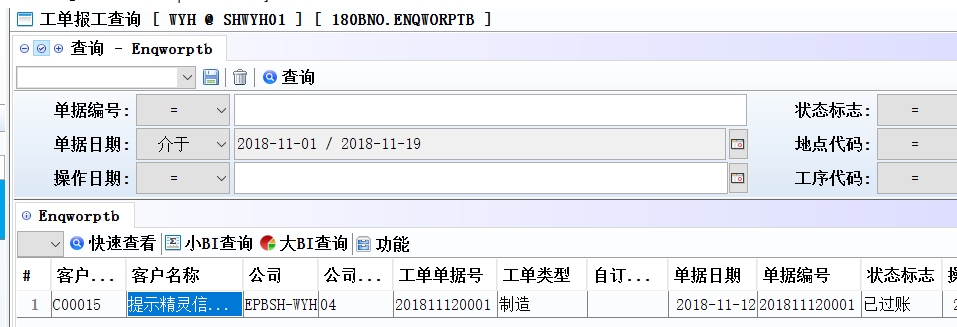 工单报工查询 [ WYH @ SHWYH01 ] [ 180BNO.ENQWORPTB ]
查询 - Enqworptb
查询
单据编号: = 状态标志: =
单据日期: 介于 2018-11-01 / 2018-11-19 地点代码: =
操作日期: = 工序代码: =
Enqworptb
快速查看 小BI查询 大BI查询 功能
# 客户... 客户名称 公司 公司... 工单单据号 工单类型 自订... 单据日期 单据编号 状态标志
1 C00015 提示精灵信... EPBSH-WYH 04 201811120001 制造 2018-11-12 201811120001 已过账